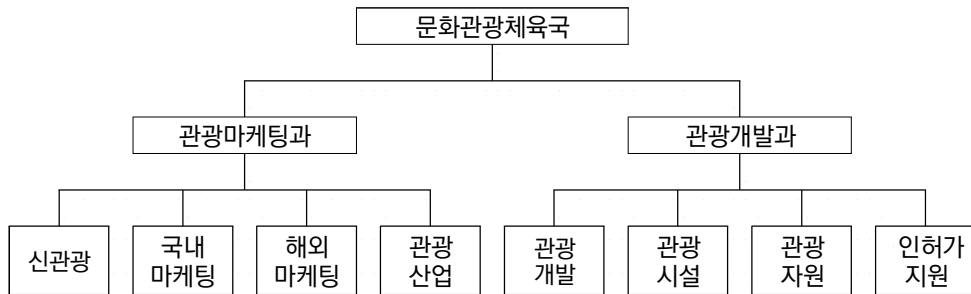 문화관광체육국
관광마케팅과
관광개발과
신관광
국내
마케팅
해외
마케팅
관광
산업
관광
개발
관광
시설
관광
자원
인허가
지원